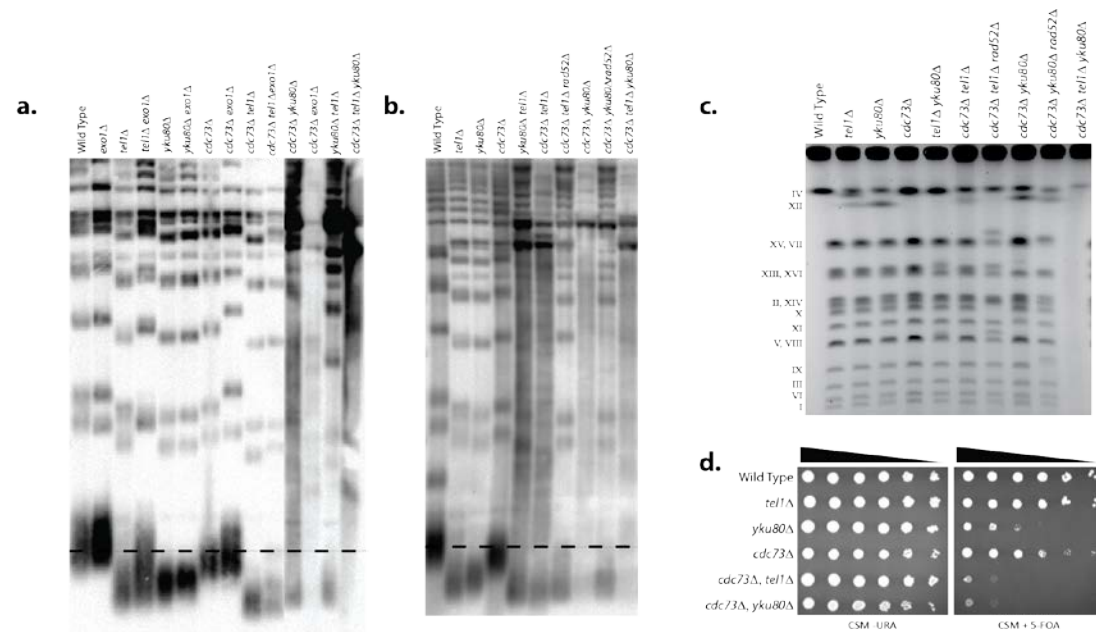 a.
Wild Type
exo1Δ
tel1Δ
tel1Δ exo1Δ
yku80Δ
yku80Δ exo1Δ
cdc73Δ
cdc73Δ exo1Δ
cdc73Δ tel1Δ
cdc73Δ tel1Δexo1Δ
cdc73Δ yku80Δ
cdc73Δ exo1Δ
yku80Δ tel1Δ
cdc73Δ tel1Δ yku80Δ
b.
Wild Type
tel1Δ
yku80Δ
cdc73Δ
yku80Δ tel1Δ
cdc73Δ tel1Δ
cdc73Δ tel1Δ rad52Δ
cdc73Δ yku80Δ
cdc73Δ yku80Δrad52Δ
cdc73Δ tel1Δ yku80Δ
c.
Wild Type
tel1Δ
yku80Δ
cdc73Δ
tel1Δ yku80Δ
cdc73Δ tel1Δ
cdc73Δ tel1Δ rad52Δ
cdc73Δ yku80Δ
cdc73Δ yku80Δ rad52Δ
cdc73Δ tel1Δ yku80Δ
IV
XII
XV, VII
XIII, XVI
II, XIV
X
XI
V, VIII
IX
III
VI
I
d.
Wild Type
tel1Δ
yku80Δ
cdc73Δ
cdc73Δ, tel1Δ
cdc73Δ, yku80Δ
CSM -URA
CSM + 5-FOA